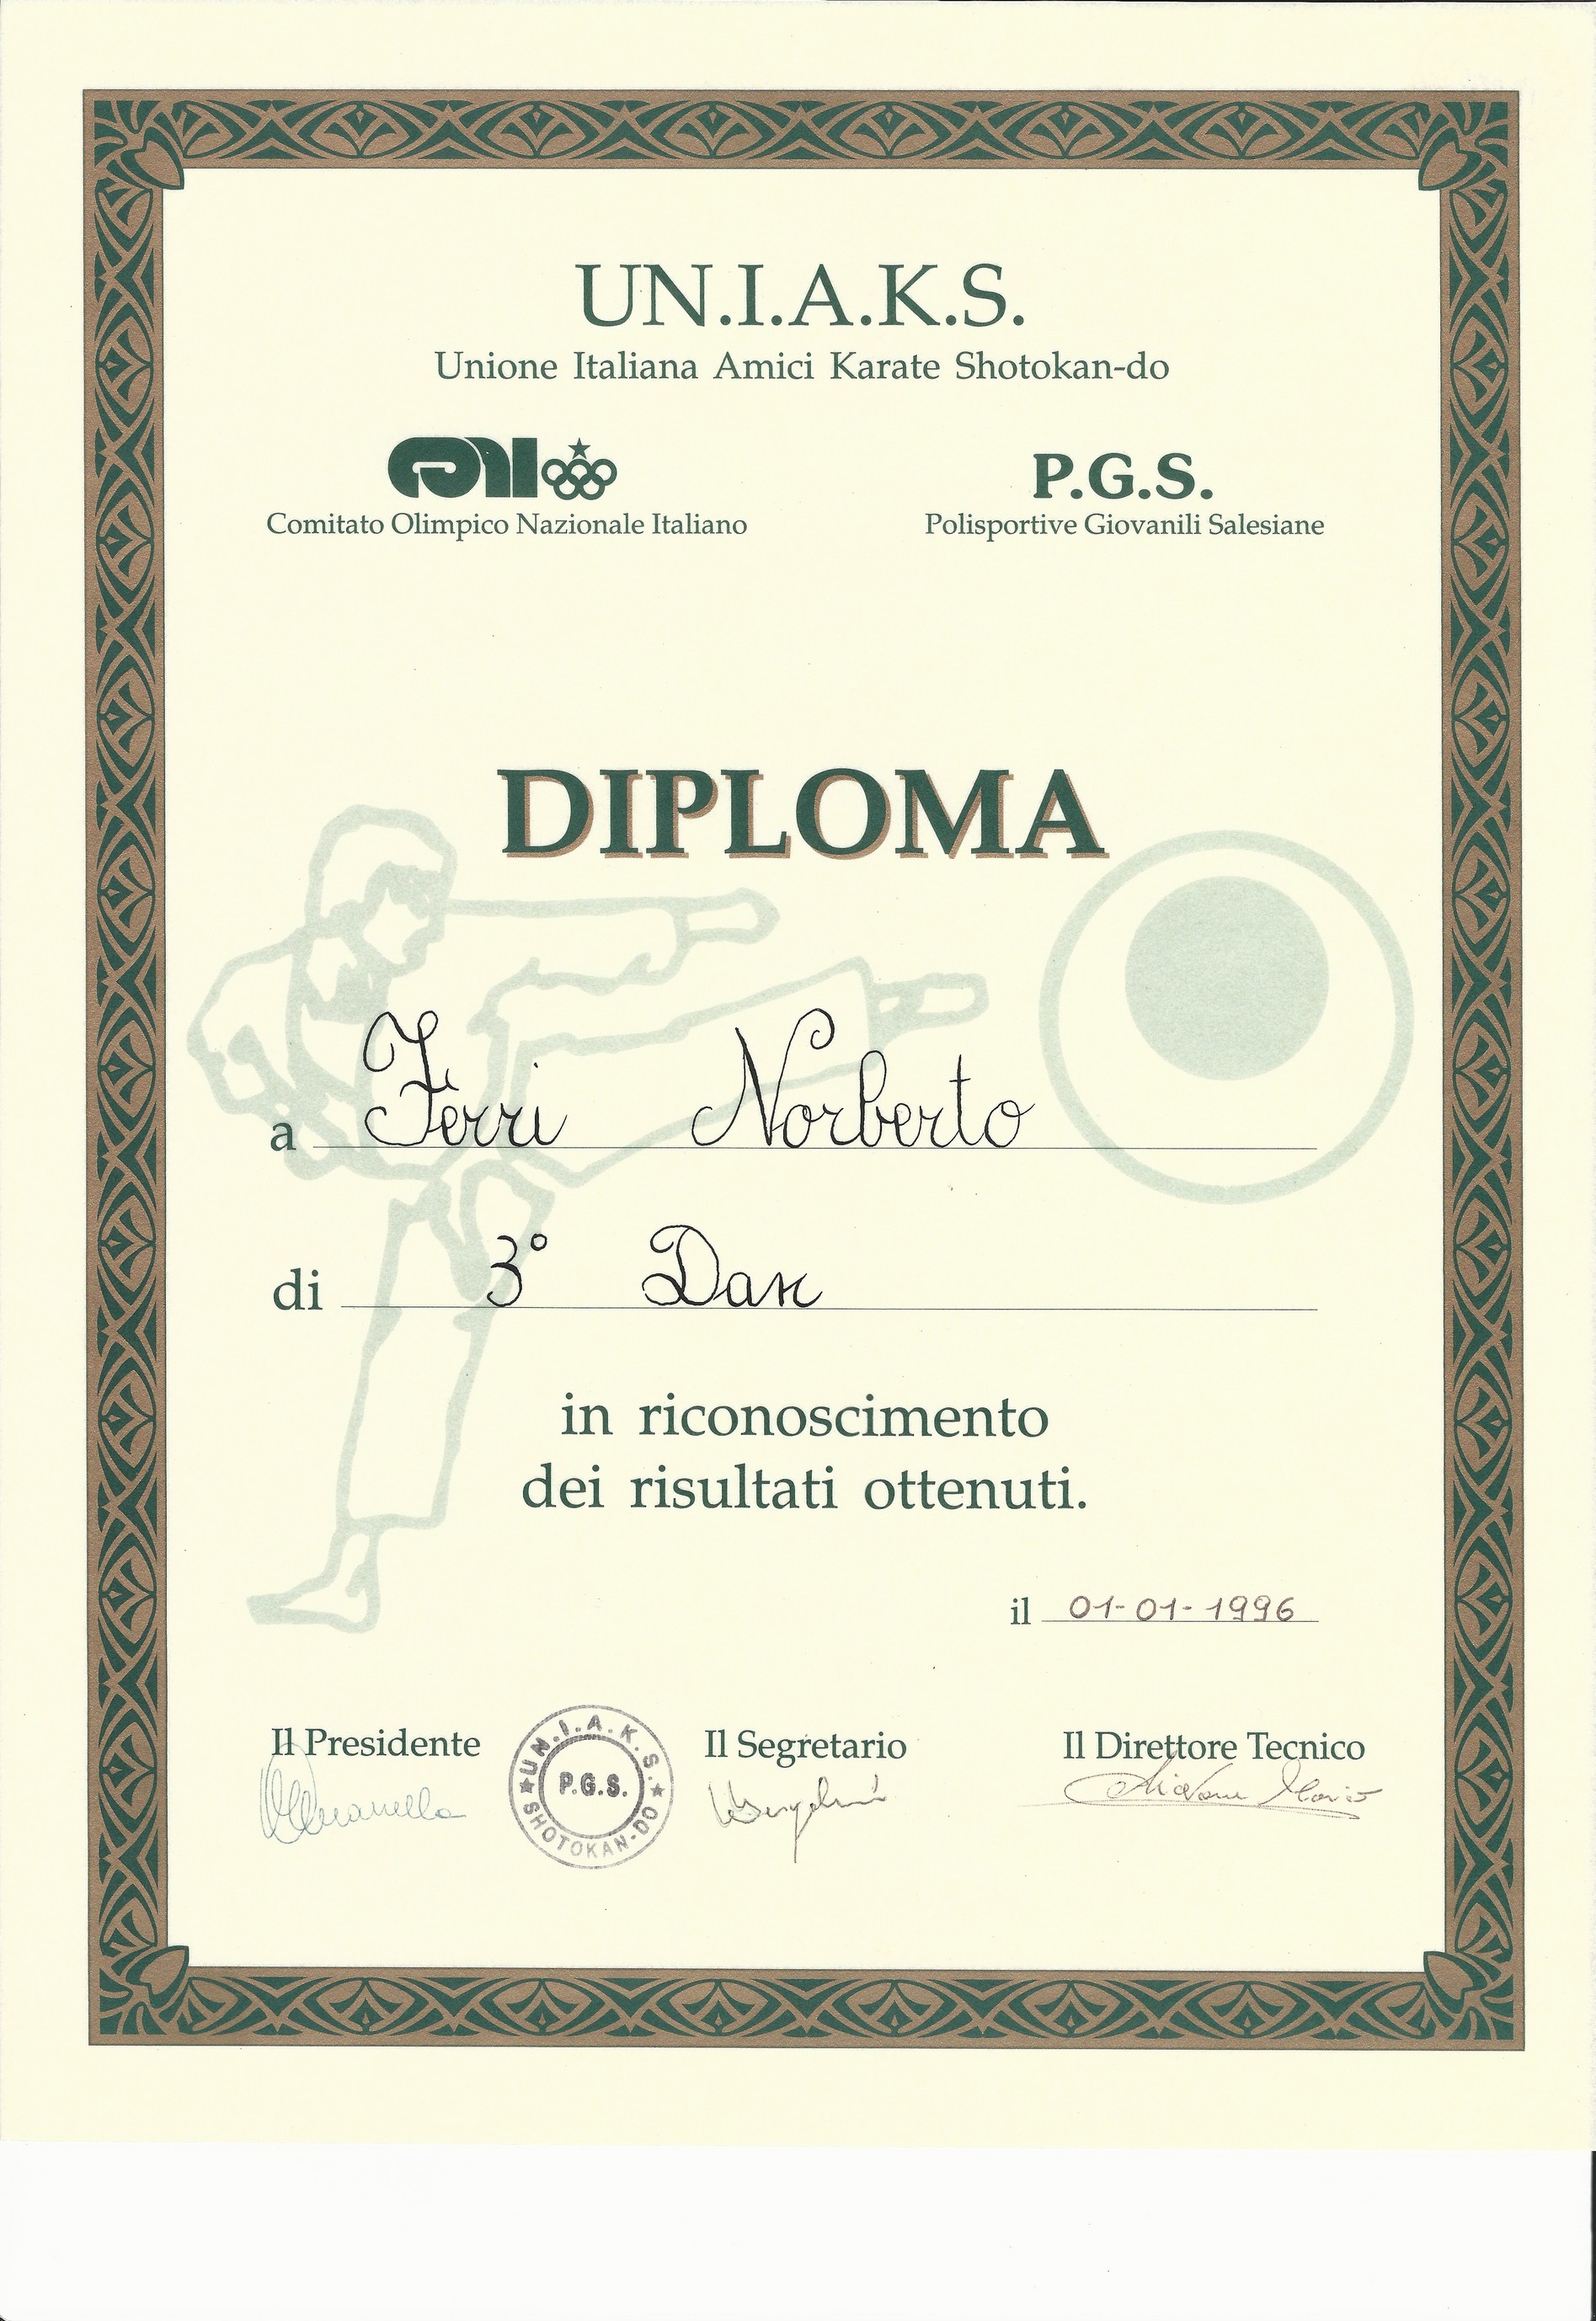 UN.I.A.K.S.
Unione Italiana Amici Karate Shotokan-do
CONI
Comitato Olimpico Nazionale Italiano
P.G.S.
Polisportive Giovanili Salesiane
DIPLOMA
a Ferri Norberto
di 3° Dan
in riconoscimento
dei risultati ottenuti.
il 01-01-1996
Il Presidente
UN.I.A.K.S.
P.G.S.
SHOTOKAN-DO
Il Segretario
Il Direttore Tecnico